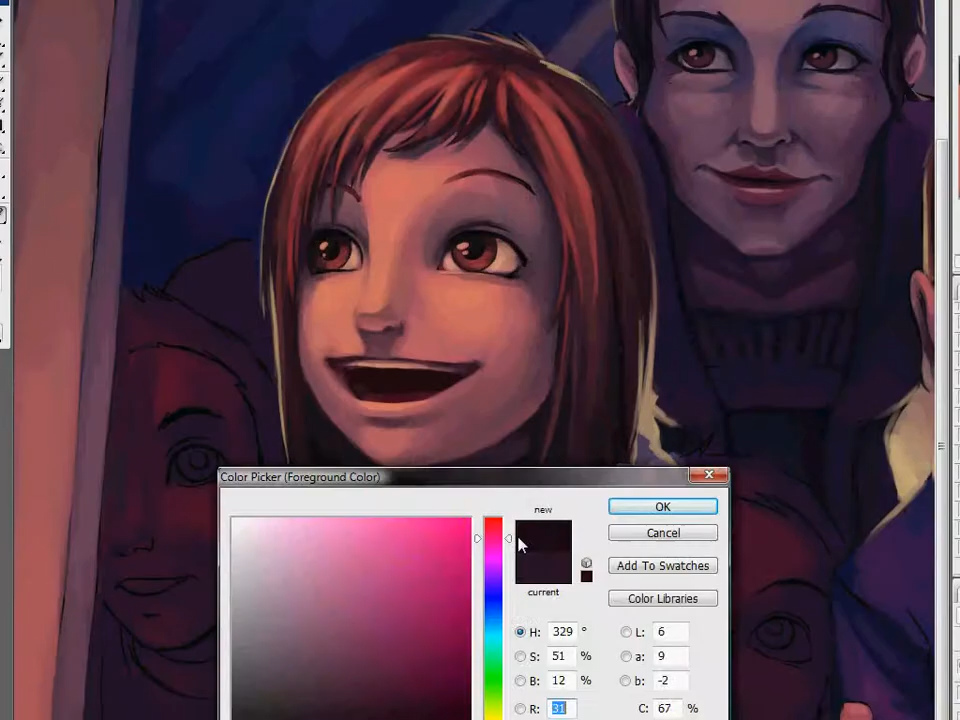 Color Picker (Foreground Color)
new
current
OK
Cancel
Add To Swatches
Color Libraries
H: 329 °
S: 51 %
B: 12 %
R: 31
L: 6
a: 9
b: -2
C: 67 %